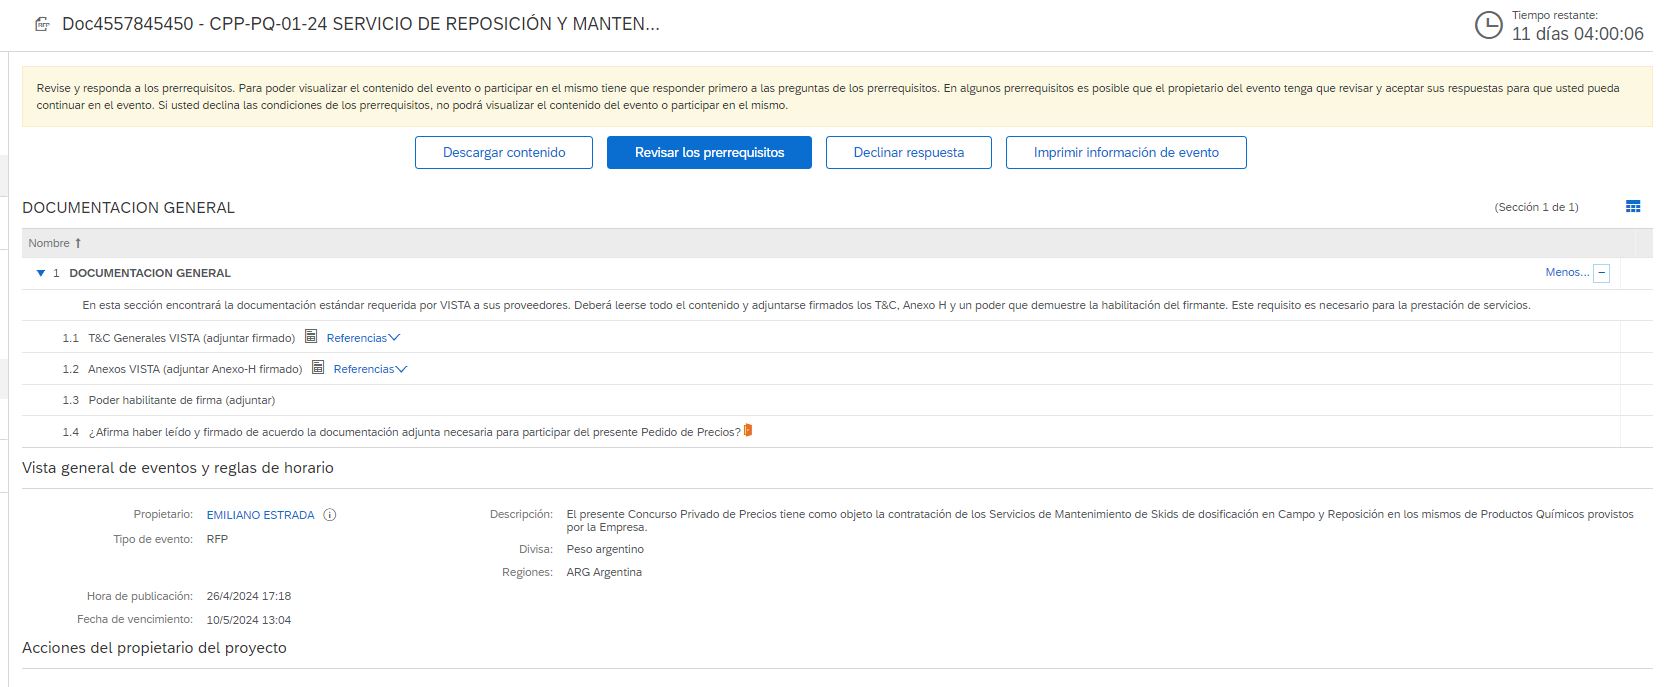 Doc4557845450 - CPP-PQ-01-24 SERVICIO DE REPOSICIÓN Y MANTEN...
Tiempo restante:
11 días 04:00:06
Revise y responda a los prerrequisitos. Para poder visualizar el contenido del evento o participar en el mismo tiene que responder primero a las preguntas de los prerrequisitos. En algunos prerrequisitos es posible que el propietario del evento tenga que revisar y aceptar sus respuestas para que usted pueda
continuar en el evento. Si usted declina las condiciones de los prerrequisitos, no podrá visualizar el contenido del evento o participar en el mismo.
Descargar contenido
Revisar los prerrequisitos
Declinar respuesta
Imprimir información de evento
DOCUMENTACION GENERAL
(Sección 1 de 1)
Nombre ↑
1 DOCUMENTACION GENERAL
Menos...
En esta sección encontrará la documentación estándar requerida por VISTA a sus proveedores. Deberá leerse todo el contenido y adjuntarse firmados los T&C, Anexo H y un poder que demuestre la habilitación del firmante. Este requisito es necesario para la prestación de servicios.
1.1 T&C Generales VISTA (adjuntar firmado) Referencias
1.2 Anexos VISTA (adjuntar Anexo-H firmado) Referencias
1.3 Poder habilitante de firma (adjuntar)
1.4 ¿Afirma haber leído y firmado de acuerdo la documentación adjunta necesaria para participar del presente Pedido de Precios?
Vista general de eventos y reglas de horario
Propietario: EMILIANO ESTRADA
Tipo de evento: RFP
Hora de publicación: 26/4/2024 17:18
Fecha de vencimiento: 10/5/2024 13:04
Descripción: El presente Concurso Privado de Precios tiene como objeto la contratación de los Servicios de Mantenimiento de Skids de dosificación en Campo y Reposición en los mismos de Productos Químicos provistos
por la Empresa.
Divisa: Peso argentino
Regiones: ARG Argentina
Acciones del propietario del proyecto